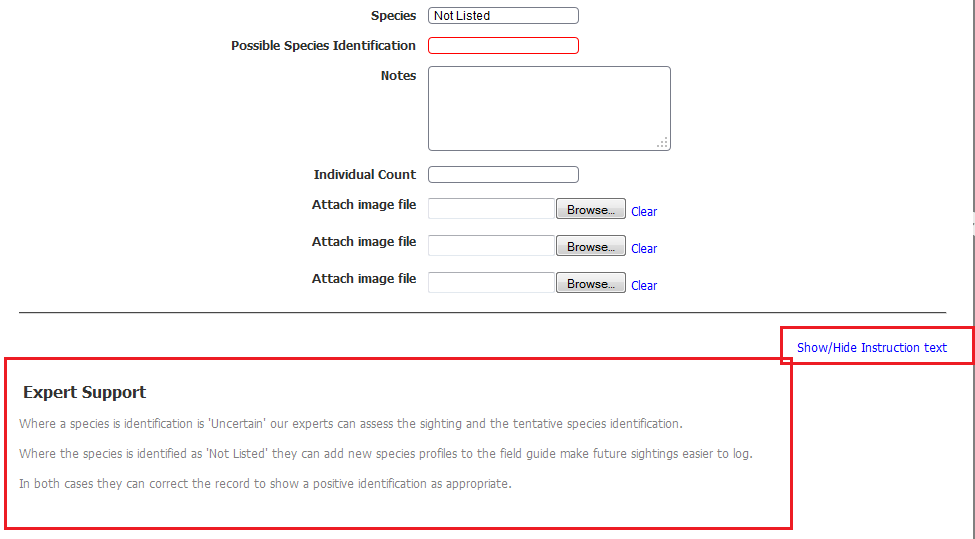 Species Not Listed
Possible Species Identification
Notes
Individual Count
Attach image file Browse... Clear
Attach image file Browse... Clear
Attach image file Browse... Clear
Show/Hide Instruction text
Expert Support
Where a species is identification is 'Uncertain' our experts can assess the sighting and the tentative species identification.
Where the species is identified as 'Not Listed' they can add new species profiles to the field guide make future sightings easier to log.
In both cases they can correct the record to show a positive identification as appropriate.